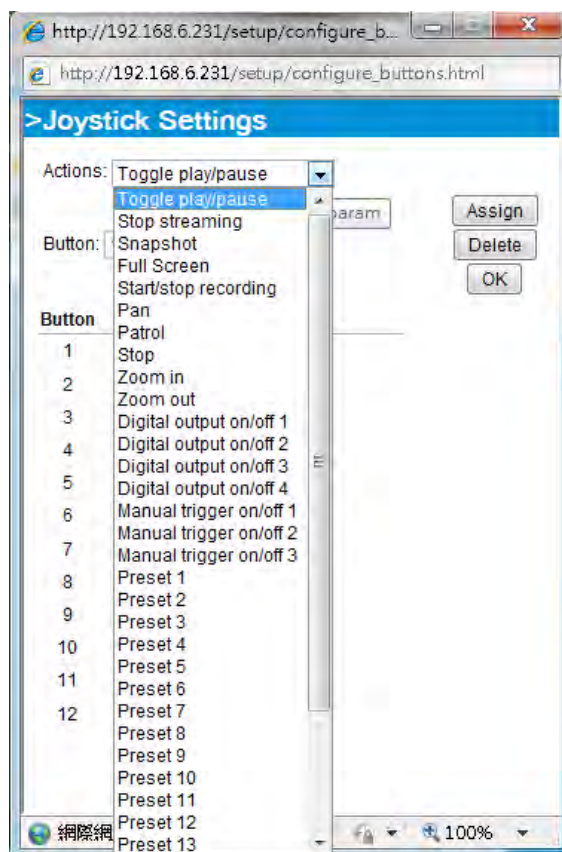 http://192.168.6.231/setup/configure_b...
http://192.168.6.231/setup/configure_buttons.html
>Joystick Settings
Actions: Toggle play/pause
Toggle play/pause
Stop streaming
param
Assign
Button:
Snapshot
Delete
Full Screen
OK
Start/stop recording
Button
Pan
Patrol
1
Stop
2
Zoom in
Zoom out
3
Digital output on/off 1
4
Digital output on/off 2
Digital output on/off 3
5
Digital output on/off 4
6
Manual trigger on/off 1
Manual trigger on/off 2
7
Manual trigger on/off 3
8
Preset 1
Preset 2
9
Preset 3
10
Preset 4
Preset 5
11
Preset 6
12
Preset 7
Preset 8
Preset 9
Preset 10
Preset 11
Preset 12
網際網
100%
Preset 13